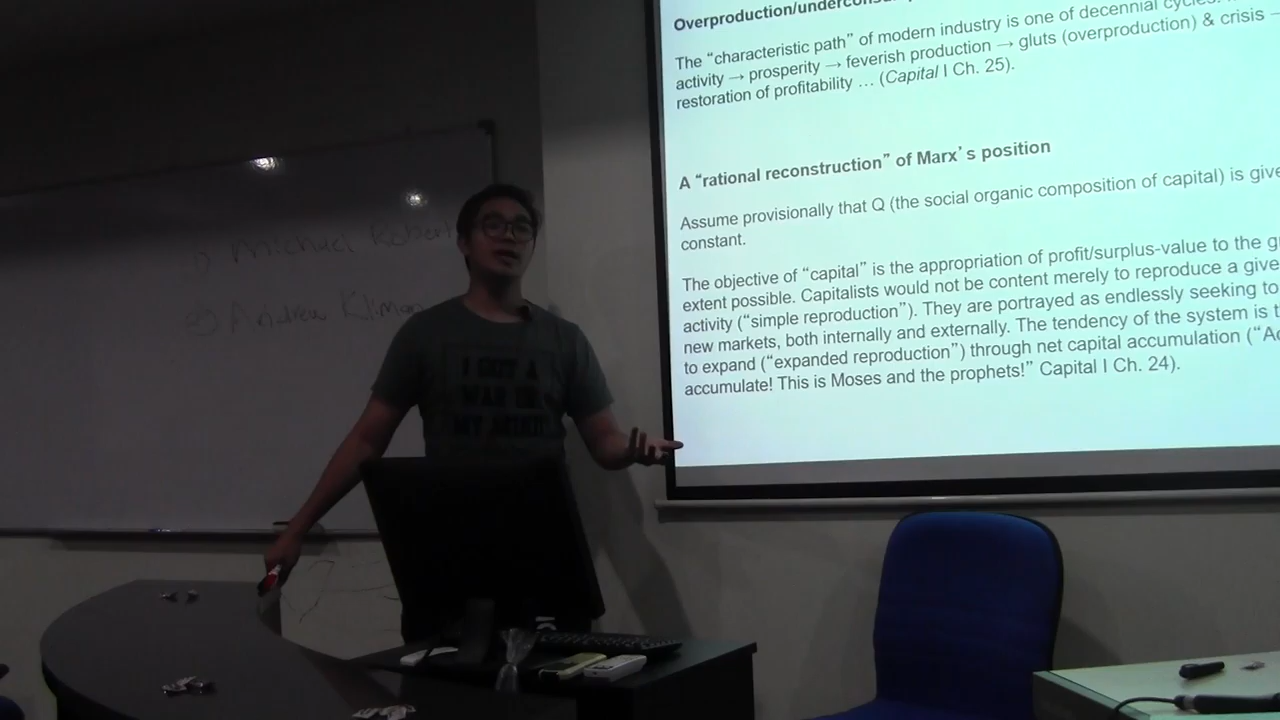 Michael Robert
Andrew Kliman
I GOT A
WAR IN
MY MIND
Overproduction/undercons
The “characteristic path” of modern industry is one of decennial cycles.
activity → prosperity → feverish production → gluts (overproduction) & crisis
restoration of profitability … (Capital I Ch. 25).
A “rational reconstruction” of Marx’s position
Assume provisionally that Q (the social organic composition of capital) is give
constant.
The objective of “capital” is the appropriation of profit/surplus-value to the g
extent possible. Capitalists would not be content merely to reproduce a give
activity (“simple reproduction”). They are portrayed as endlessly seeking to
new markets, both internally and externally. The tendency of the system is t
to expand (“expanded reproduction”) through net capital accumulation (“Ac
accumulate! This is Moses and the prophets!” Capital I Ch. 24).